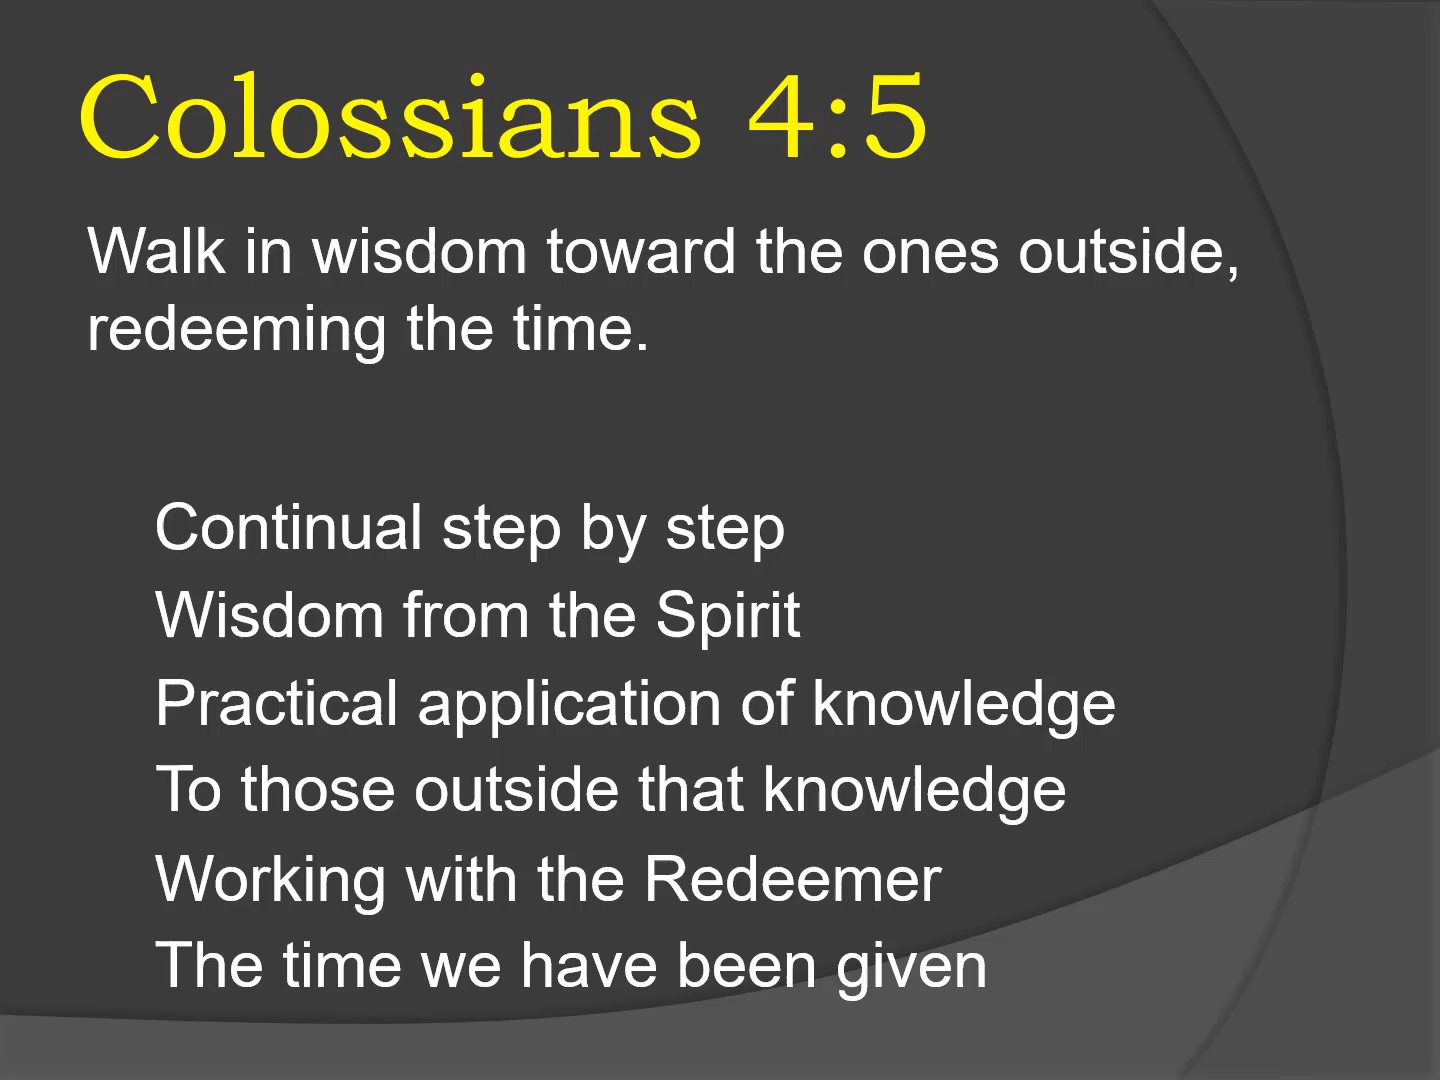 Colossians 4:5
Walk in wisdom toward the ones outside,
redeeming the time.
Continual step by step
Wisdom from the Spirit
Practical application of knowledge
To those outside that knowledge
Working with the Redeemer
The time we have been given